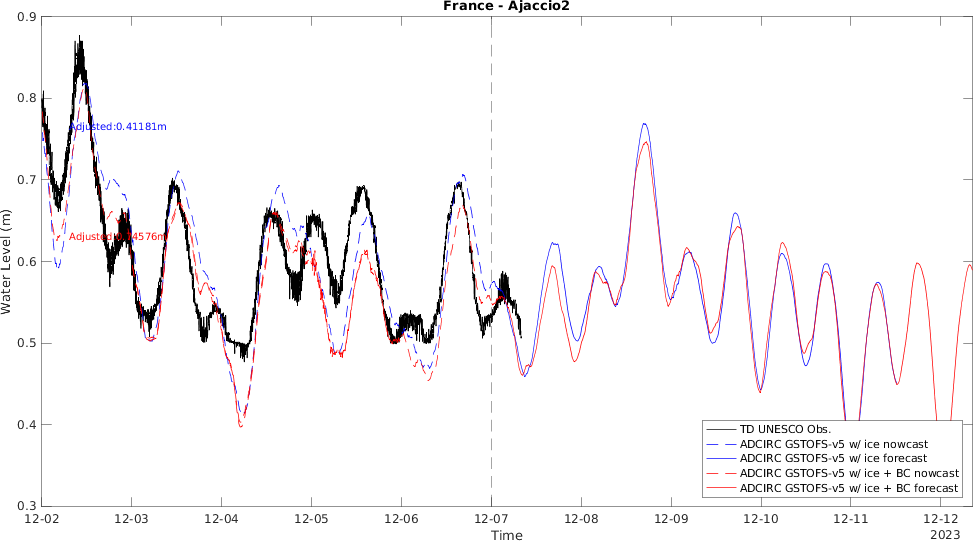 France - Ajaccio2
0.9
0.8
0.7
0.6
0.5
0.4
0.3
Water Level (m)
Adjusted:0.41181m
TD UNESCO Obs.
ADCIRC GSTOFS-v5 w/ ice nowcast
ADCIRC GSTOFS-v5 w/ ice forecast
ADCIRC GSTOFS-v5 w/ ice + BC nowcast
ADCIRC GSTOFS-v5 w/ ice + BC forecast
12-02 12-03 12-04 12-05 12-06 12-07 12-08 12-09 12-10 12-11 12-12
Time
2023